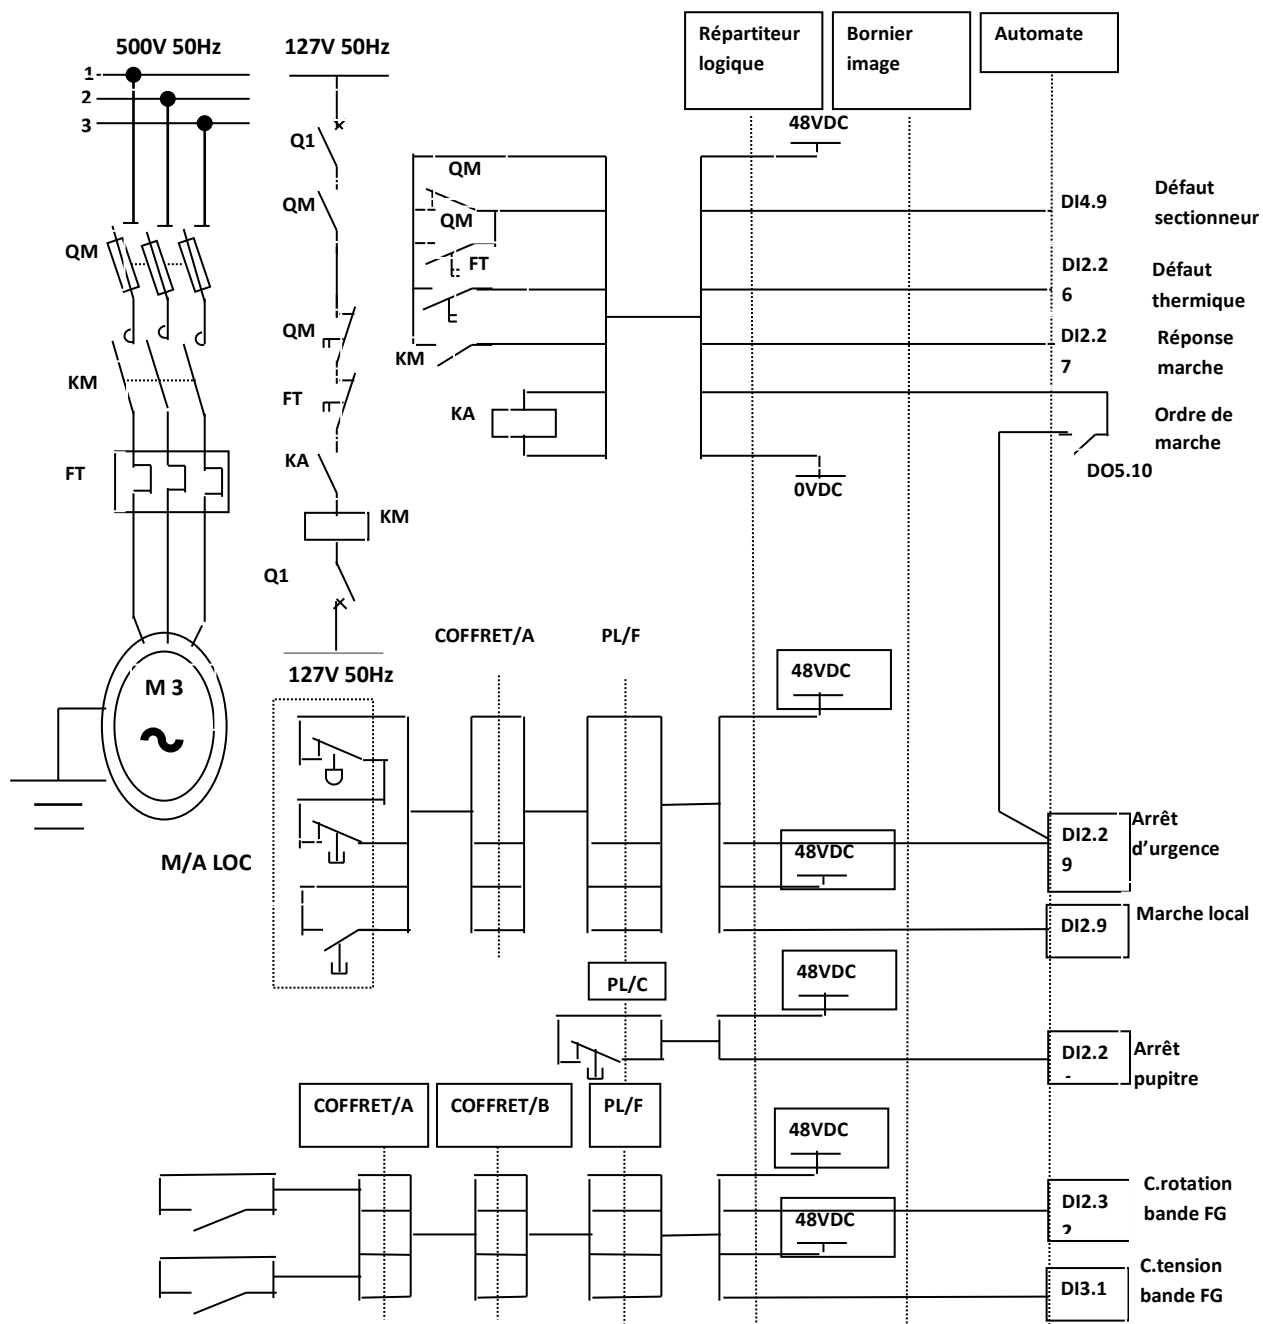 500V 50Hz
127V 50Hz
Répartiteur
logique
Bornier
image
Automate
1
2
3
48VDC
Q1
QM
QM
QM
QM
FT
DI4.9
Défaut
sectionneur
DI2.2
6
Défaut
thermique
QM
DI2.2
7
Réponse
marche
KM
KM
FT
KA
Ordre de
marche
DO5.10
FT
KA
0VDC
KM
Q1
127V 50Hz
COFFRET/A
PL/F
48VDC
M 3
M/A LOC
48VDC
DI2.2
9
Arrêt
d’urgence
DI2.9
Marche local
PL/C
48VDC
DI2.2
Arrêt
pupitre
COFFRET/A
COFFRET/B
PL/F
48VDC
48VDC
DI2.3
C.rotation
bande FG
DI3.1
C.tension
bande FG